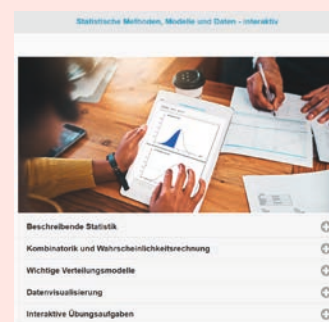 Statistische Methoden, Modelle und Daten - interaktiv
Beschreibende Statistik
Kombinatorik und Wahrscheinlichkeitsrechnung
Wichtige Verteilungsmodelle
Datenvisualisierung
Interaktive Übungsaufgaben